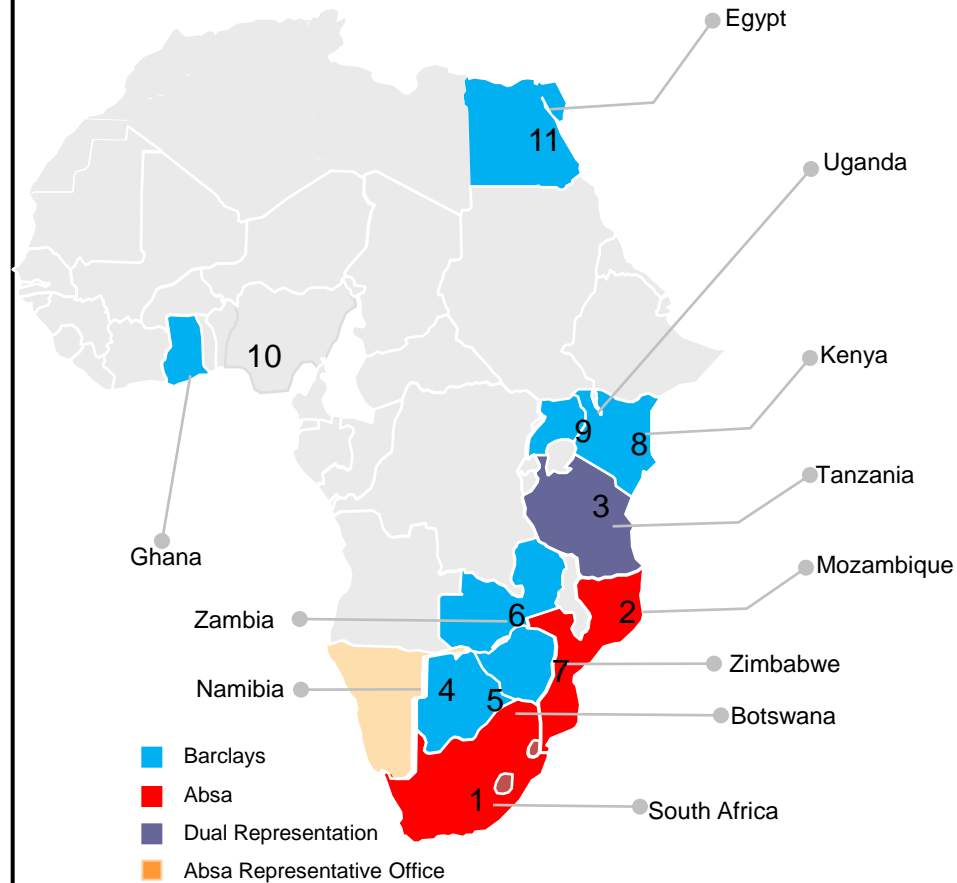 Egypt
11
Uganda
10
Kenya
9
8
Tanzania
3
Ghana
Mozambique
Zambia
6
2
Zimbabwe
7
Namibia
4
5
Botswana
Barclays
Absa
1
South Africa
Dual Representation
Absa Representative Office